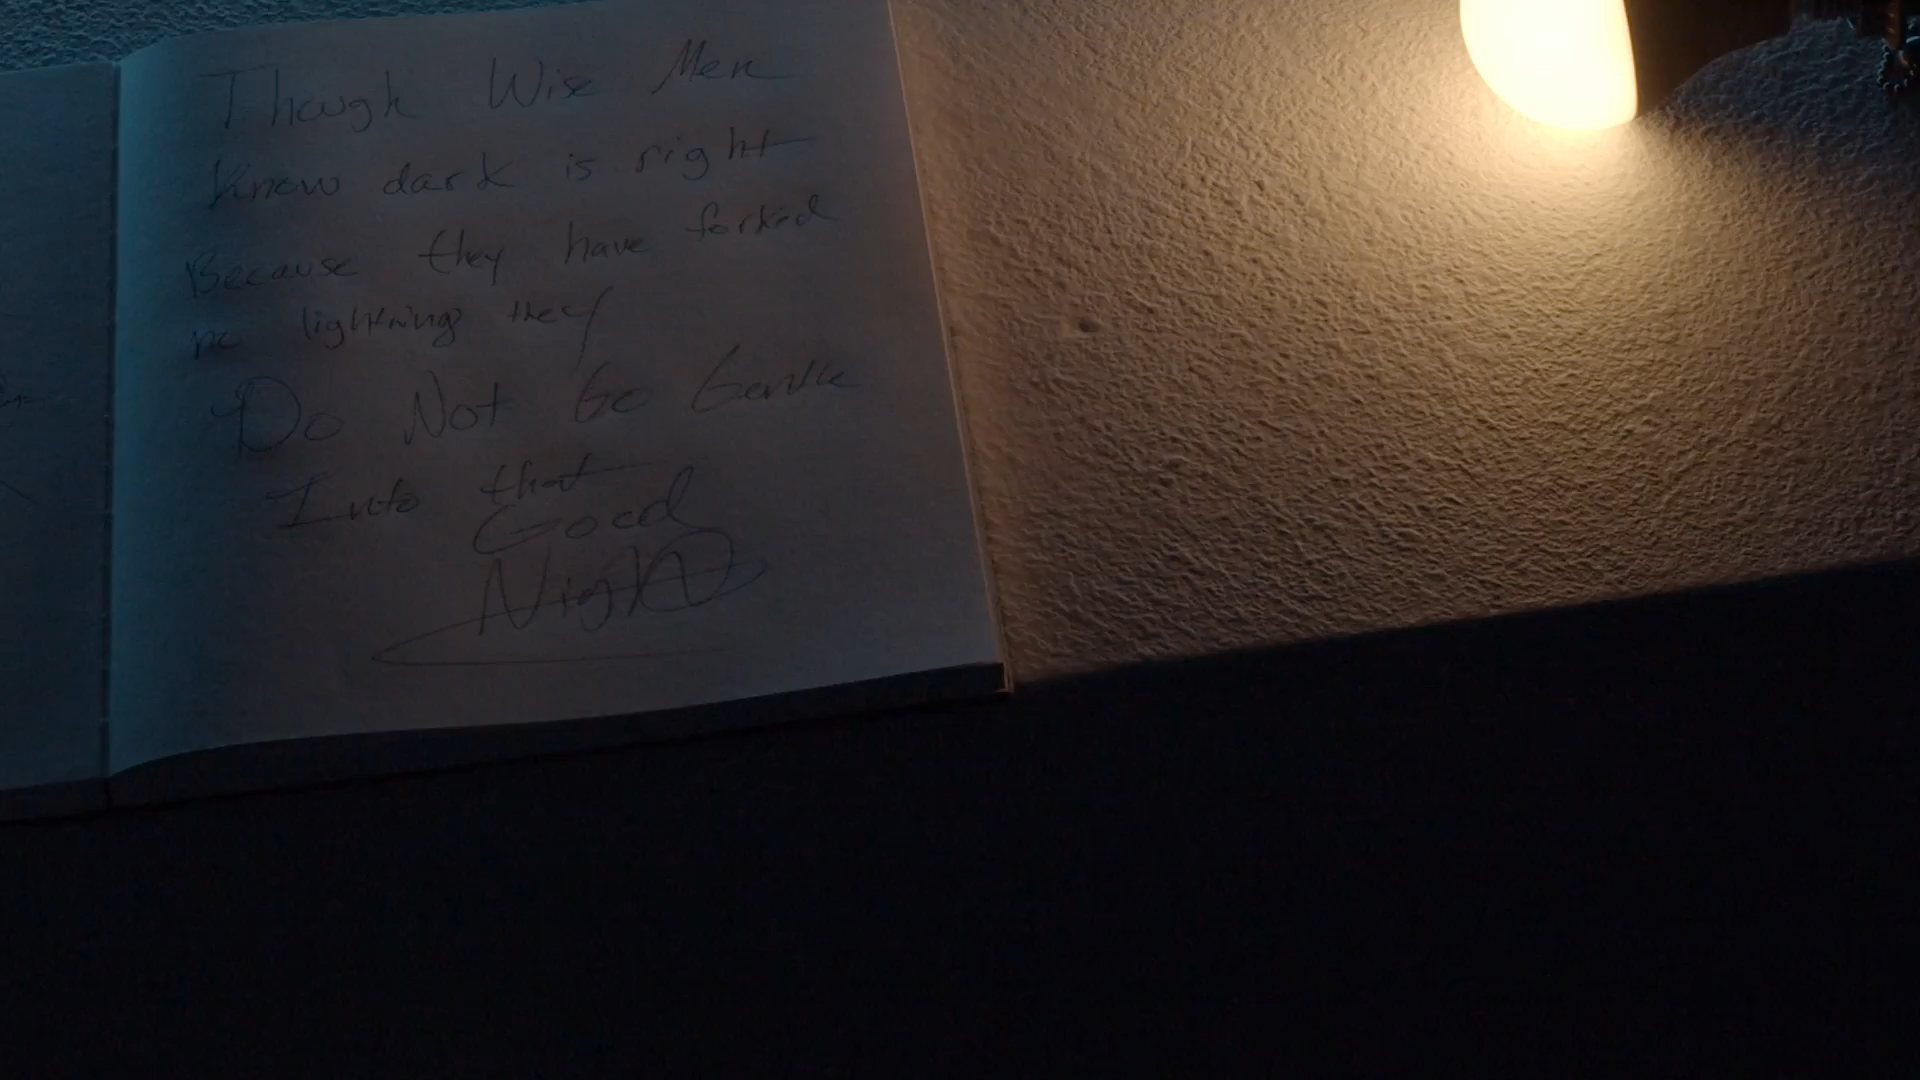 Though Wise Men
Know dark is right
Because they have forked
no lightning they
Do Not Go Gentle
Into that
Good
Night